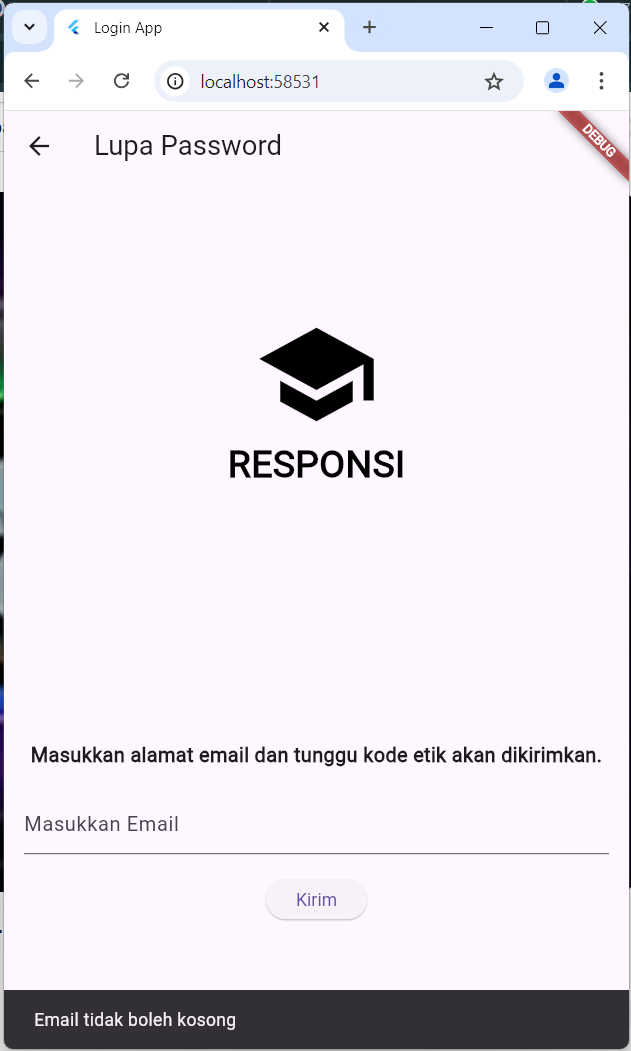 Login App
localhost:58531
Lupa Password
DEBUG
RESPONSI
Masukkan alamat email dan tunggu kode etik akan dikirimkan.
Masukkan Email
Kirim
Email tidak boleh kosong